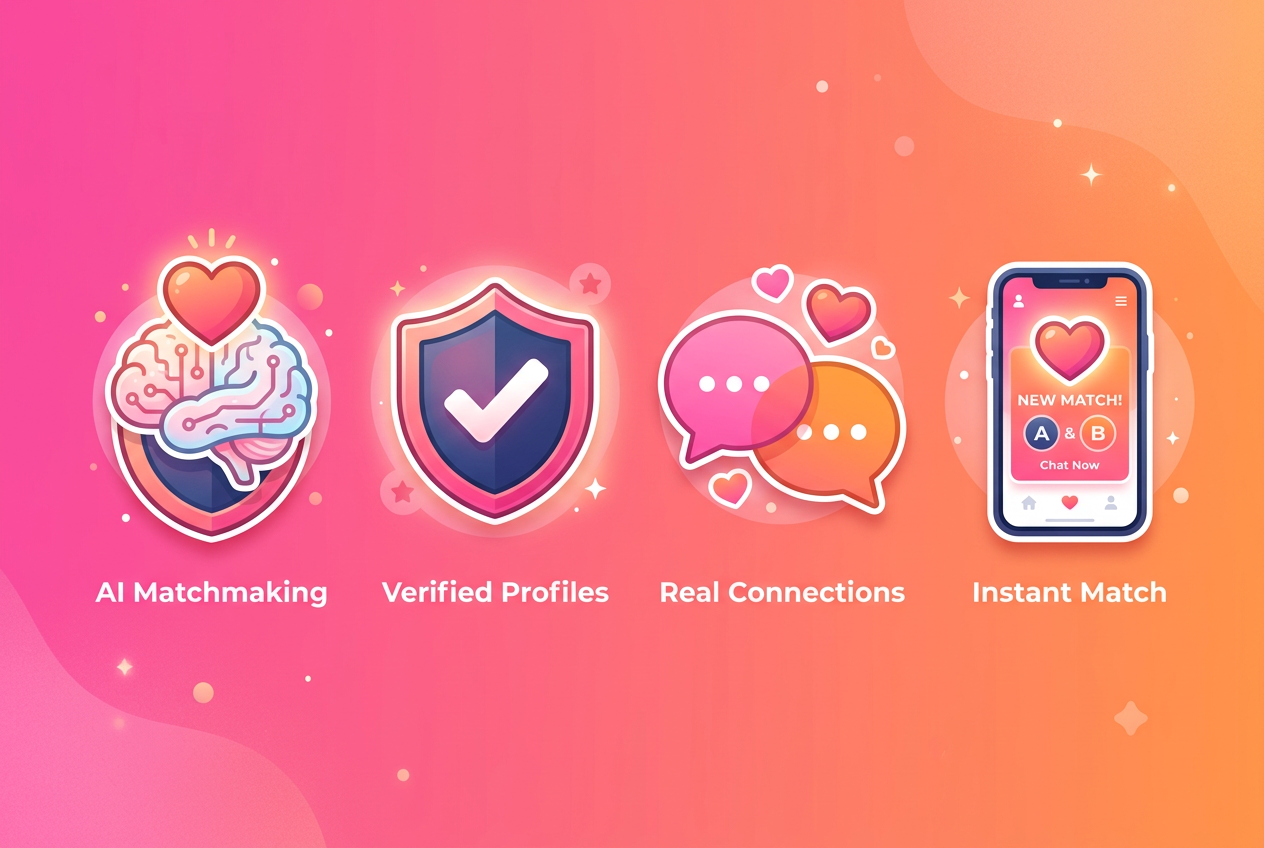 NEW MATCH!
A & B
Chat Now
AI Matchmaking
Verified Profiles
Real Connections
Instant Match